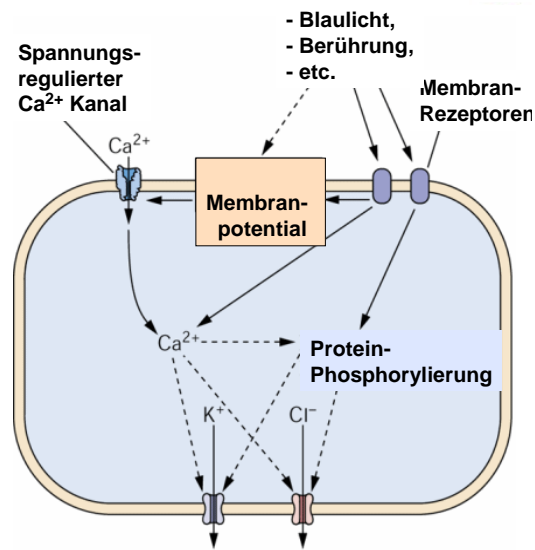 - Blaulicht,
- Berührung,
- etc.
Spannungs-
regulierter
Ca²⁺ Kanal
Membran-
Rezeptoren
Ca²⁺
Membran-
potential
Ca²⁺
Protein-
Phosphorylierung
K⁺
Cl⁻